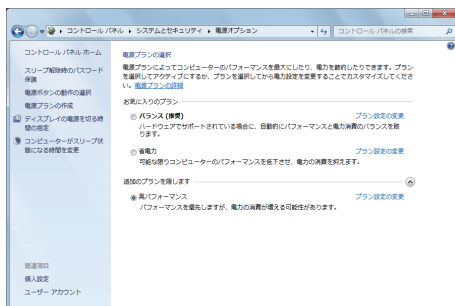 コントロール パネル ▸ システムとセキュリティ ▸ 電源オプション
コントロール パネルの検索
コントロール パネル ホーム
スリープ解除時のパスワード
保護
電源ボタンの動作の選択
電源プランの作成
ディスプレイの電源を切る時
間の指定
コンピューターがスリープ状
態になる時間を変更
関連項目
個人設定
ユーザー アカウント
電源プランの選択
電源プランによってコンピューターのパフォーマンスを最大にしたり、電力を節約したりできます。プラン
を選択してアクティブにするか、プランを選択してから電力設定を変更することでカスタマイズしてくださ
い。電源プランの詳細
お気に入りのプラン
バランス (推奨) プラン設定の変更
ハードウェアでサポートされている場合に、自動的にパフォーマンスと電力消費のバランスを取
ります。
省電力 プラン設定の変更
可能な限りコンピューターのパフォーマンスを低下させ、電力の消費を抑えます。
追加のプランを隠します
高パフォーマンス プラン設定の変更
パフォーマンスを優先しますが、電力の消費が増える可能性があります。